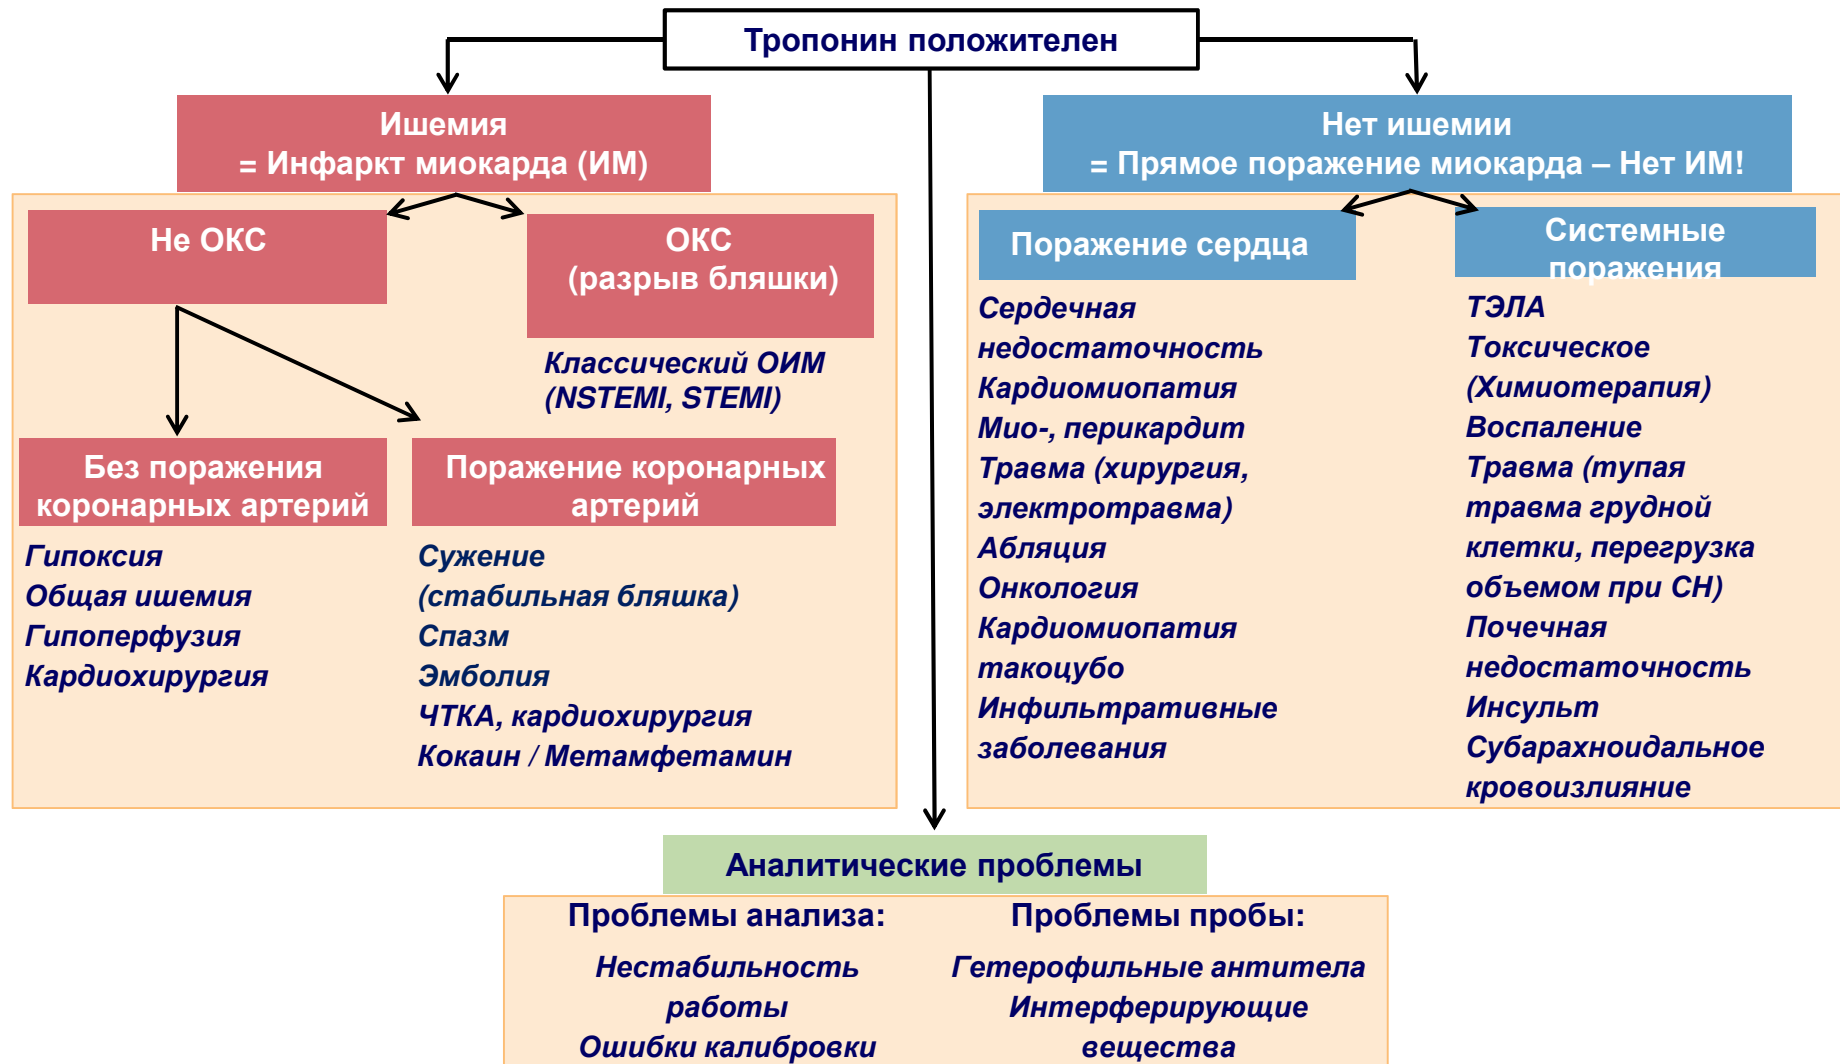 Тропонин положителен
Ишемия
= Инфаркт миокарда (ИМ)
Не ОКС
ОКС
(разрыв бляшки)
Классический ОИМ
(NSTEMI, STEMI)
Без поражения
коронарных артерий
Гипоксия
Общая ишемия
Гипоперфузия
Кардиохирургия
Поражение коронарных
артерий
Сужение
(стабильная бляшка)
Спазм
Эмболия
ЧТКА, кардиохирургия
Кокаин / Метамфетамин
Нет ишемии
= Прямое поражение миокарда – Нет ИМ!
Поражение сердца
Сердечная
недостаточность
Кардиомиопатия
Мио-, перикардит
Травма (хирургия,
электротравма)
Абляция
Онкология
Кардиомиопатия
такоцубо
Инфильтративные
заболевания
Системные
поражения
ТЭЛА
Токсическое
(Химиотерапия)
Воспаление
Травма (тупая
травма грудной
клетки, перегрузка
объемом при СН)
Почечная
недостаточность
Инсульт
Субарахноидальное
кровоизлияние
Аналитические проблемы
Проблемы анализа:
Нестабильность
работы
Ошибки калибровки
Проблемы пробы:
Гетерофильные антитела
Интерферирующие
вещества